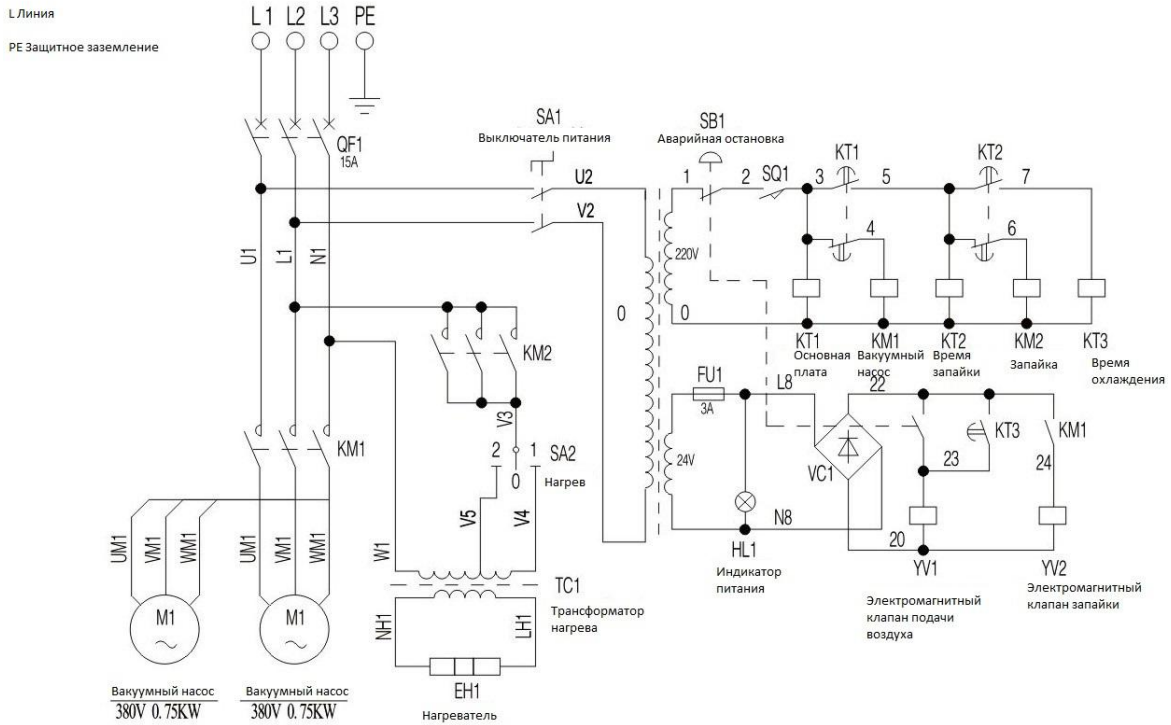 L Линия
L1 L2 L3 PE
PE Защитное заземление
QF1
15A
SA1
Выключатель питания
U2
V2
SB1
Аварийная остановка
1 2 SQ1 3 KT1 5 KT2 7
4 6
220V
0 0
U1 L1 N1
KM2
KT1 KM1 KT2 KM2 KT3
Основная плата
Вакуумный насос
Время запайки
Запайка
Время охлаждения
FU1
3A
L8
22
24V
VC1
KT3
KM1
23
24
N8
20
HL1
Индикатор питания
YV1
Электромагнитный клапан подачи воздуха
YV2
Электромагнитный клапан запайки
V3
2 1 SA2
0 Нагрев
V5 V4
KM1
UM1 VM1 WM1 UM1 VM1 WM1
W1
TC1
Трансформатор нагрева
NH1 LH1
M1 M1
EH1
Нагреватель
Вакуумный насос
380V 0.75KW
Вакуумный насос
380V 0.75KW